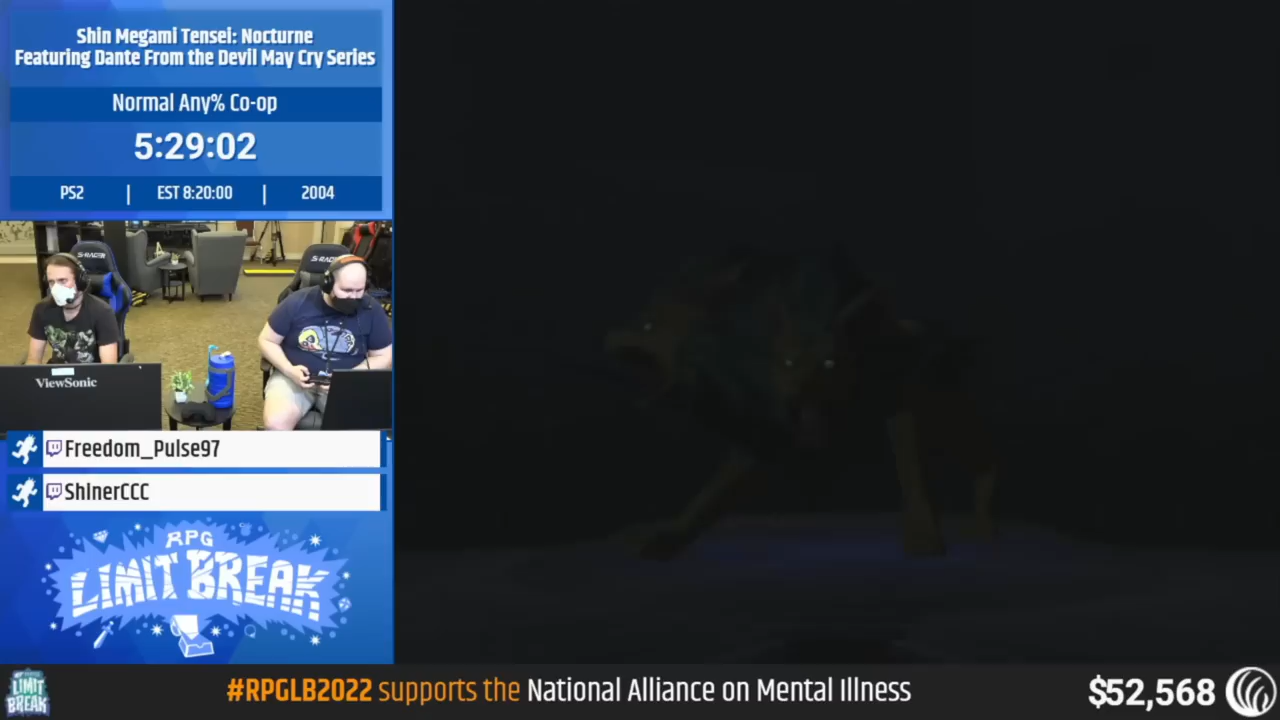 Shin Megami Tensei: Nocturne
Featuring Dante From the Devil May Cry Series
Normal Any% Co-op
5:29:02
PS2 | EST 8:20:00 | 2004
S-RACER
S-RACER
ViewSonic
Freedom_Pulse97
ShInerCCC
RPG
LIMIT BREAK
LIMIT
BREAK
#RPGLB2022 supports the National Alliance on Mental Illness
$52,568